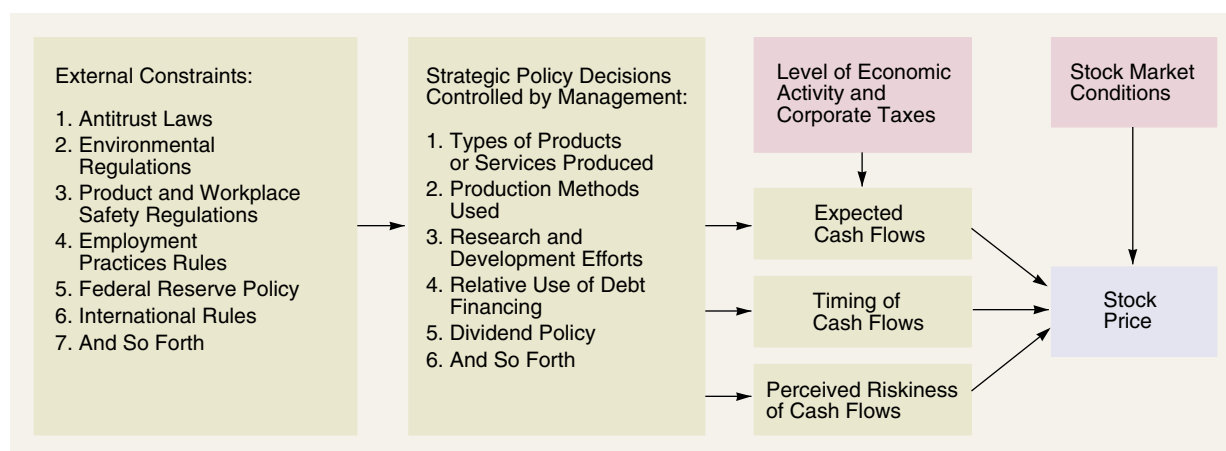 External Constraints:
1. Antitrust Laws
2. Environmental
Regulations
3. Product and Workplace
Safety Regulations
4. Employment
Practices Rules
5. Federal Reserve Policy
6. International Rules
7. And So Forth
Strategic Policy Decisions
Controlled by Management:
1. Types of Products
or Services Produced
2. Production Methods
Used
3. Research and
Development Efforts
4. Relative Use of Debt
Financing
5. Dividend Policy
6. And So Forth
Level of Economic
Activity and
Corporate Taxes
Expected
Cash Flows
Timing of
Cash Flows
Perceived Riskiness
of Cash Flows
Stock Market
Conditions
Stock
Price